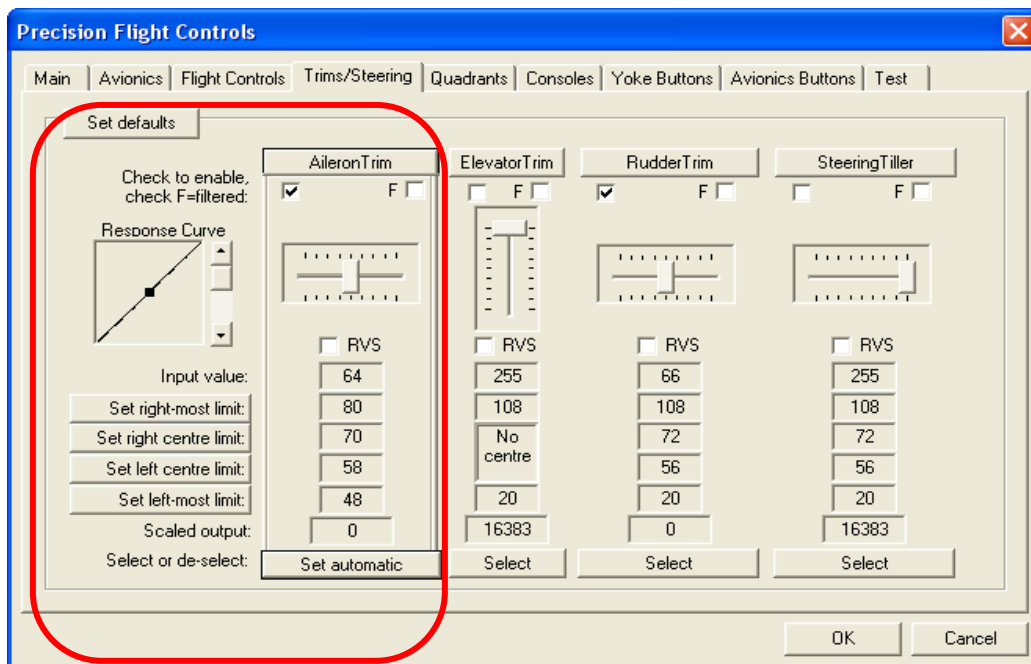 Precision Flight Controls
Main Avionics Flight Controls Trims/Steering Quadrants Consoles Yoke Buttons Avionics Buttons Test
Set defaults
AileronTrim ElevatorTrim RudderTrim SteeringTiller
Check to enable,
check F=filtered:
F F F F
Response Curve
RVS RVS RVS RVS
Input value: 64 255 66 255
Set right-most limit: 80 108 108 108
Set right centre limit: 70 No centre 72 72
Set left centre limit: 58 56 56
Set left-most limit: 48 20 20 20
Scaled output: 0 16383 0 16383
Select or de-select: Set automatic Select Select Select
OK Cancel